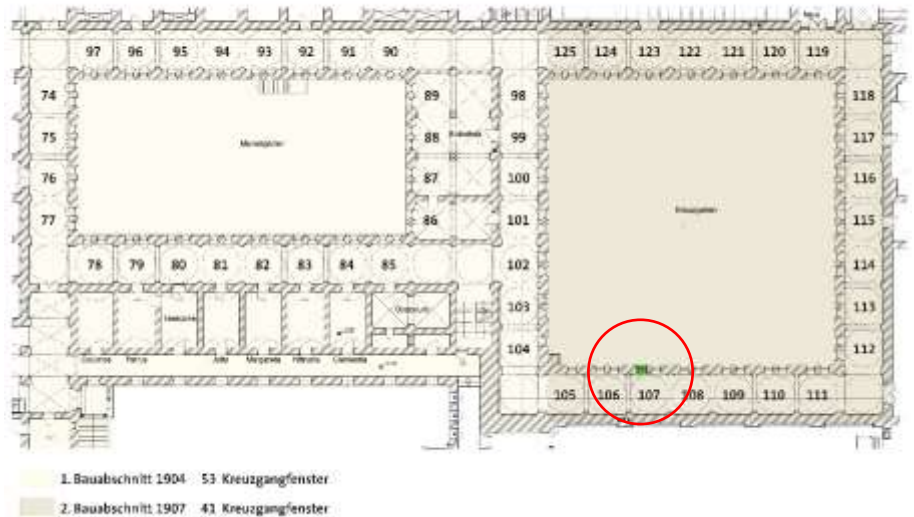 97 96 95 94 93 92 91 90 125 124 123 122 121 120 119
74 89 98 118
75 88 99 117
76 87 100 116
77 86 101 115
78 79 80 81 82 83 84 85 102 114
103 113
104 112
105 106 107 108 109 110 111
Kreuzgarten
1. Bauabschnitt 1904 53 Kreuzgangfenster
2. Bauabschnitt 1907 41 Kreuzgangfenster